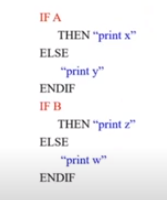 IF A
THEN “print x”
ELSE
“print y”
ENDIF
IF B
THEN “print z”
ELSE
“print w”
ENDIF